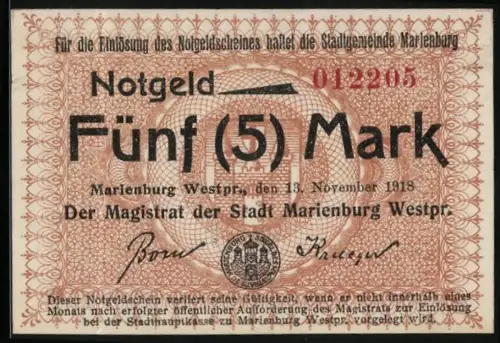 Für die Einlösung des Notgeldscheines haftet die Stadtgemeinde Marienburg
Notgeld 012205
Fünf (5) Mark
Marienburg Westpr., den 13. November 1918
Der Magistrat der Stadt Marienburg Westpr.
Born Krueger
Dieser Notgeldschein verliert seine Gültigkeit, wenn er nicht innerhalb eines
Monats nach erfolgter öffentlicher Aufforderung des Magistrats zur Einlösung
bei der Stadthauptkasse zu Marienburg Westpr. vorgelegt wird.